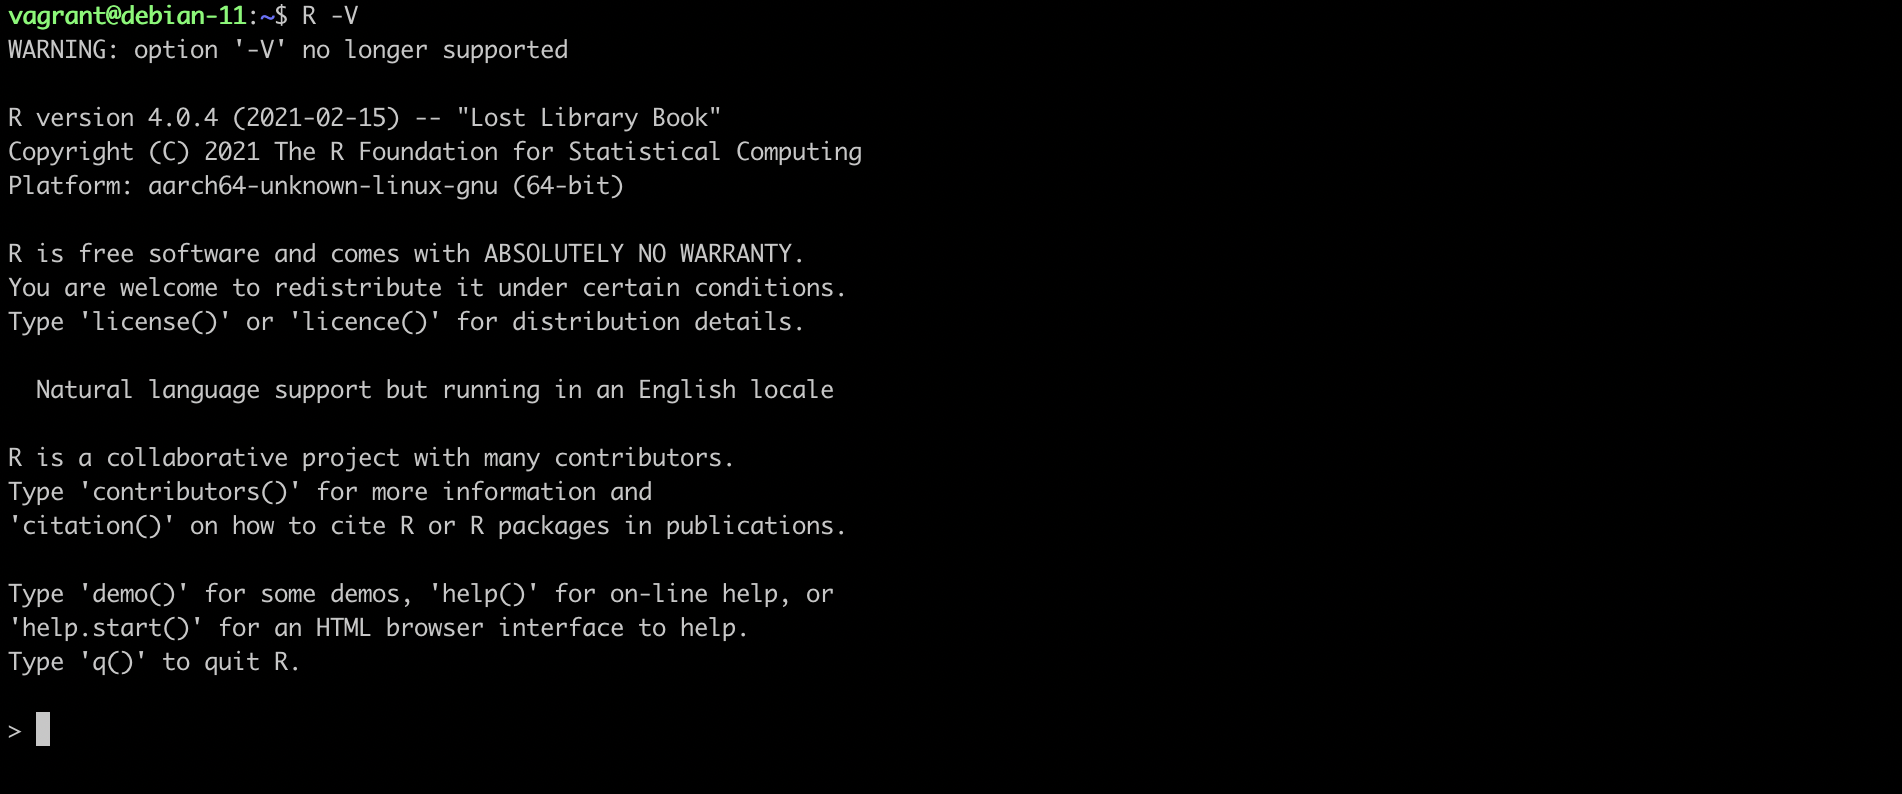 vagrant@debian-11:~$ R -V
WARNING: option '-V' no longer supported
R version 4.0.4 (2021-02-15) -- "Lost Library Book"
Copyright (C) 2021 The R Foundation for Statistical Computing
Platform: aarch64-unknown-linux-gnu (64-bit)
R is free software and comes with ABSOLUTELY NO WARRANTY.
You are welcome to redistribute it under certain conditions.
Type 'license()' or 'licence()' for distribution details.
Natural language support but running in an English locale
R is a collaborative project with many contributors.
Type 'contributors()' for more information and
'citation()' on how to cite R or R packages in publications.
Type 'demo()' for some demos, 'help()' for on-line help, or
'help.start()' for an HTML browser interface to help.
Type 'q()' to quit R.
>